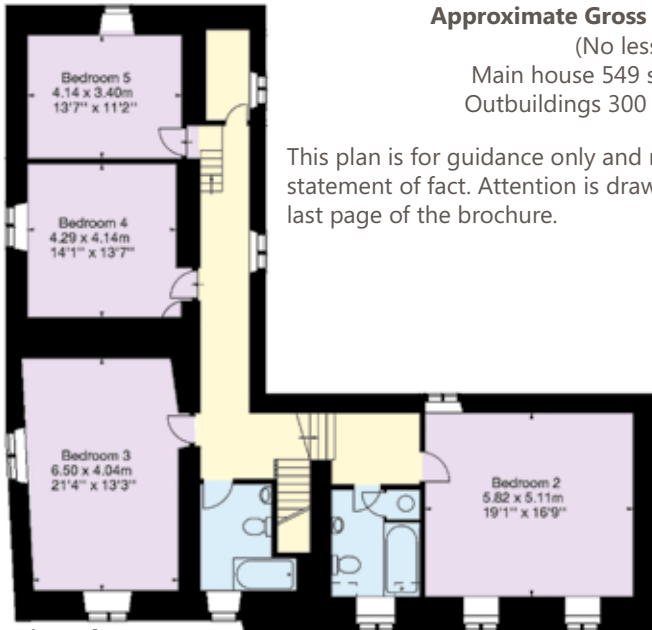 Approximate Gross
(No less
Main house 549 s
Outbuildings 300
This plan is for guidance only and
statement of fact. Attention is draw
last page of the brochure.
Bedroom 5
4.14 x 3.40m
13'7" x 11'2"
Bedroom 4
4.29 x 4.14m
14'1" x 13'7"
Bedroom 3
6.50 x 4.04m
21'4" x 13'3"
Bedroom 2
5.82 x 5.11m
19'1" x 16'9"